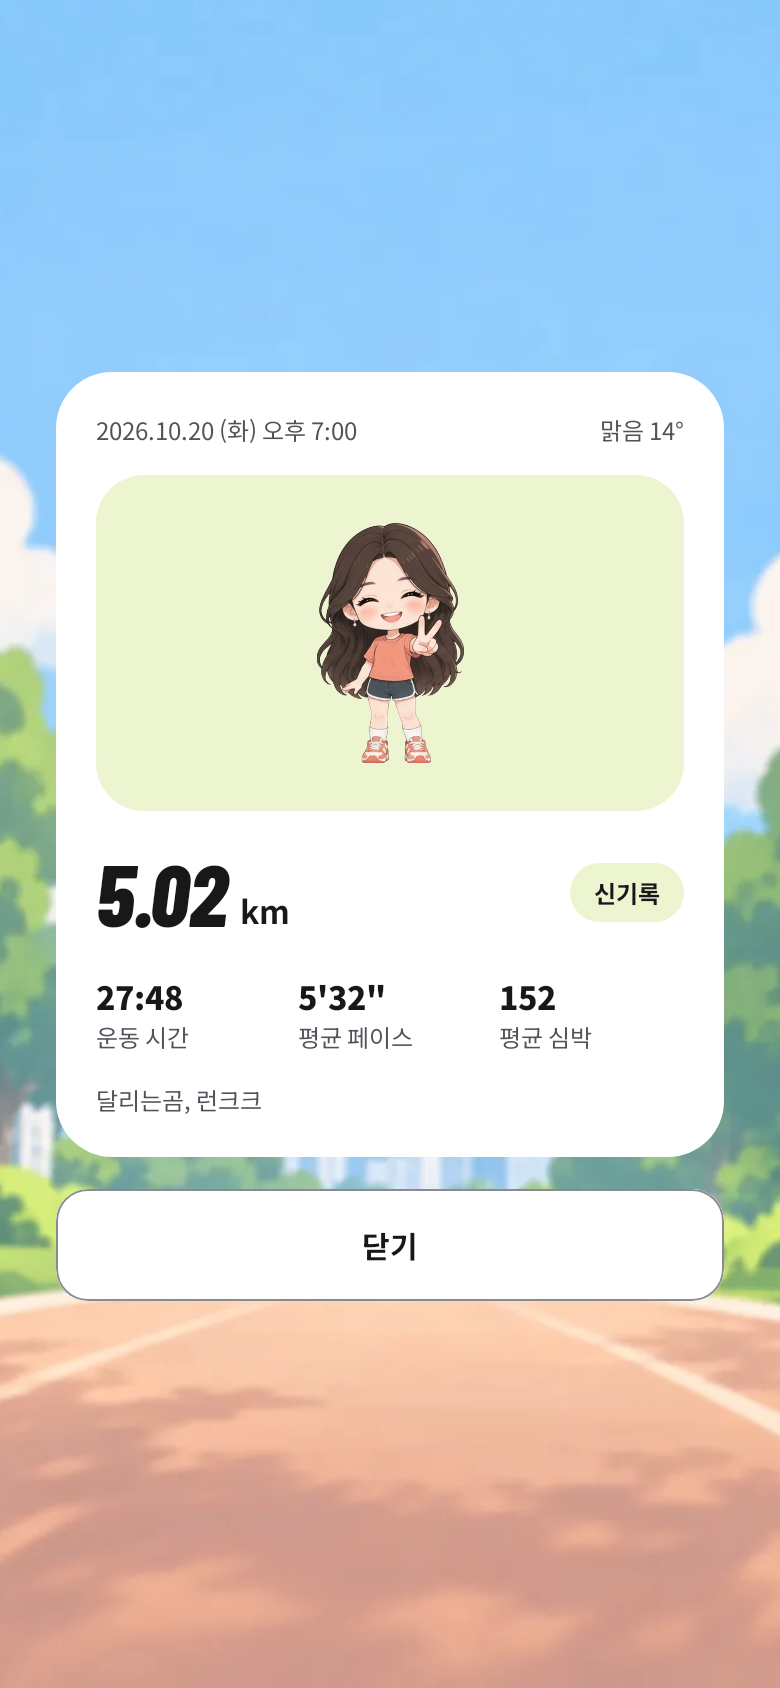 2026.10.20 (화) 오후 7:00 맑음 14°
5.02 km 신기록
27:48 5'32" 152
운동 시간 평균 페이스 평균 심박
달리는곰, 런크크
닫기